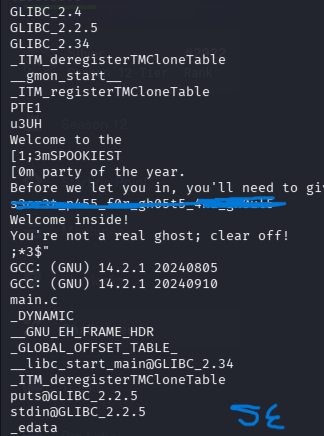 GLIBC_2.4
GLIBC_2.2.5
GLIBC_2.34
_ITM_deregisterTMCloneTable
__gmon_start__
_ITM_registerTMCloneTable
PTE1
u3UH
Welcome to the
[1;3mSPOOKIEST
[0m party of the year.
Before we let you in, you'll need to gi
Welcome inside!
You're not a real ghost; clear off!
;*3$"
GCC: (GNU) 14.2.1 20240805
GCC: (GNU) 14.2.1 20240910
main.c
_DYNAMIC
__GNU_EH_FRAME_HDR
_GLOBAL_OFFSET_TABLE_
__libc_start_main@GLIBC_2.34
_ITM_deregisterTMCloneTable
puts@GLIBC_2.2.5
stdin@GLIBC_2.2.5
_edata